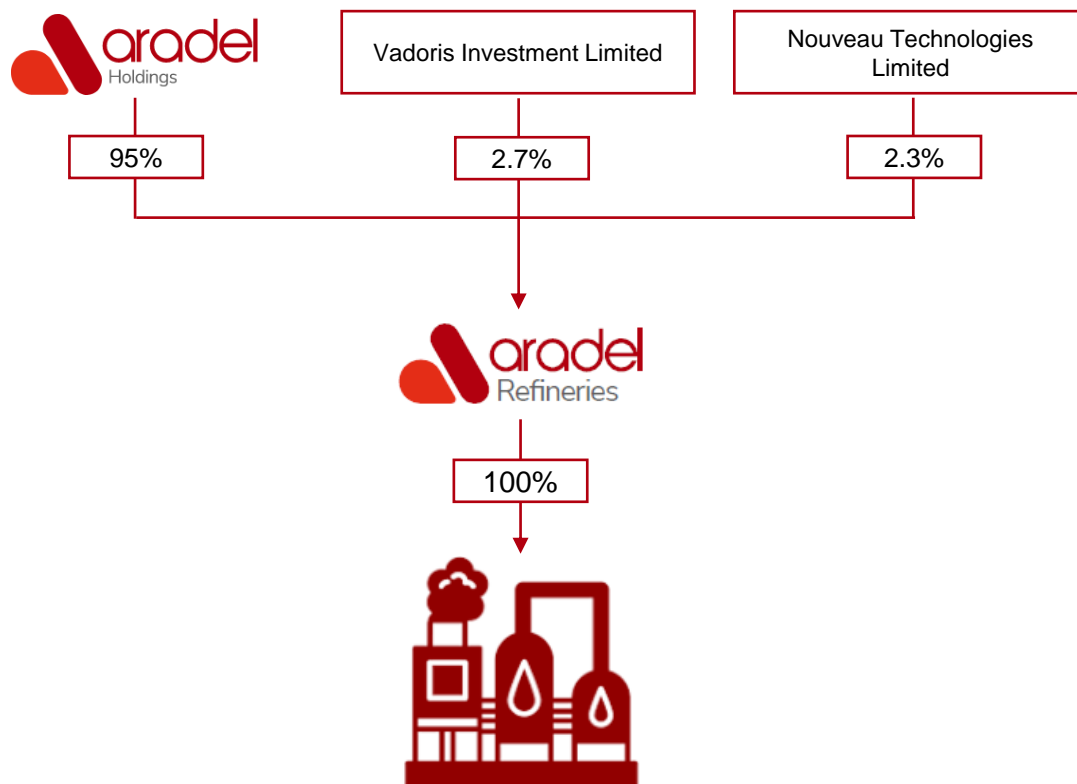 aradel
Holdings
Vadoris Investment Limited
Nouveau Technologies
Limited
95%
2.7%
2.3%
aradel
Refineries
100%